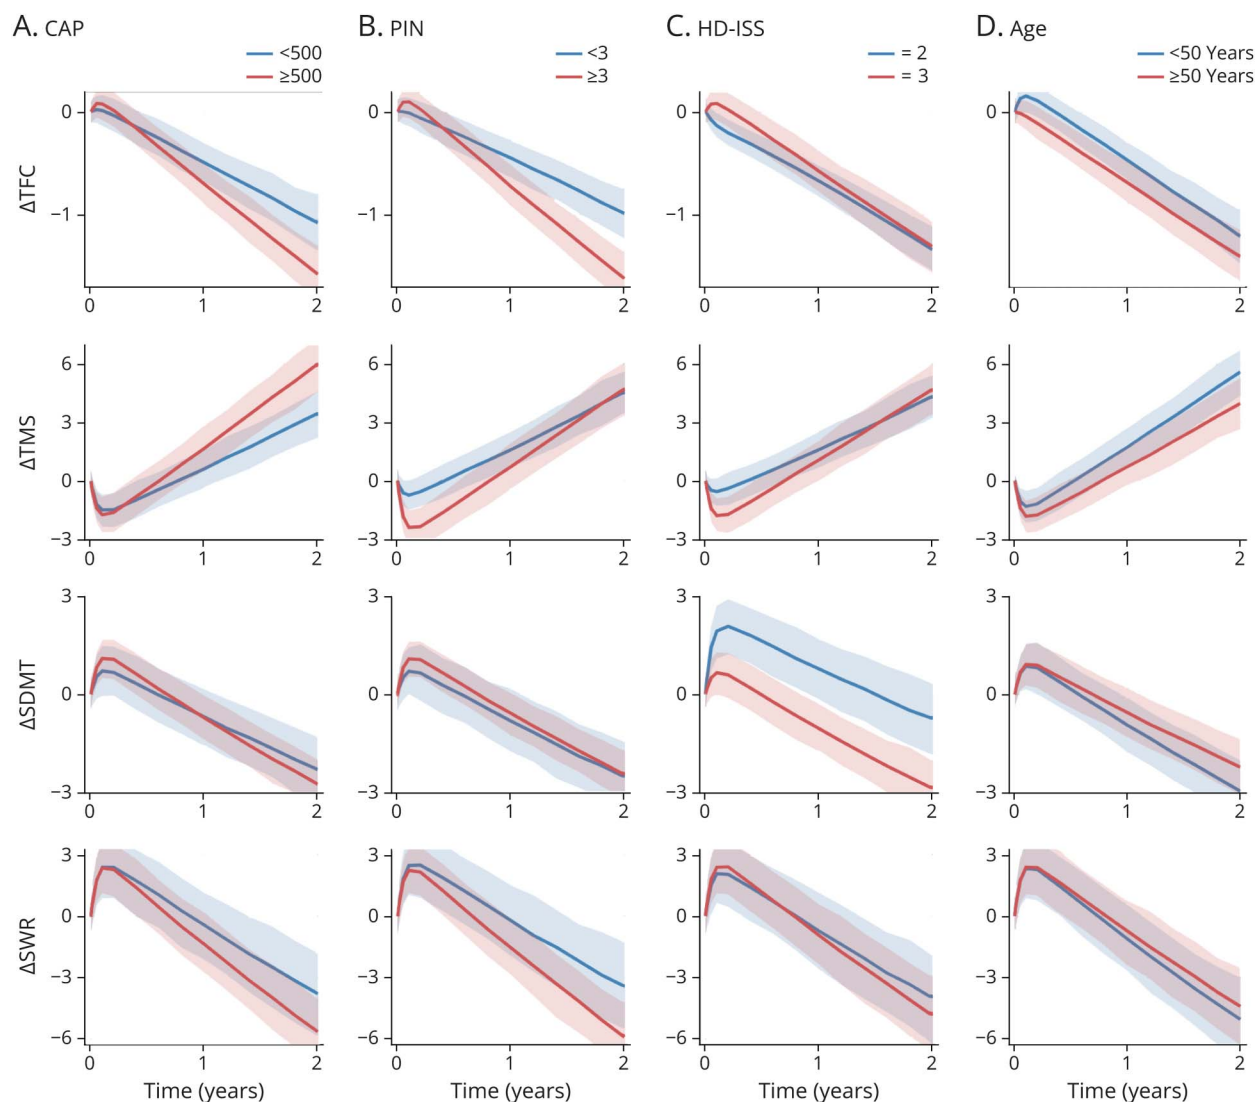 A. CAP
<500
≥500
B. PIN
<3
≥3
C. HD-ISS
= 2
= 3
D. Age
<50 Years
≥50 Years
ΔTFC
0
−1
0 1 2
0
−1
0 1 2
0
−1
0 1 2
0
0 1 2
ΔTMS
6
3
0
−3
0 1 2
6
3
0
−3
0 1 2
6
3
0
−3
0 1 2
6
3
0
−3
0 1 2
ΔSDMT
3
0
−3
0 1 2
3
0
−3
0 1 2
3
0
−3
0 1 2
3
0
−3
0 1 2
ΔSWR
3
0
−3
−6
0 1 2
Time (years)
3
0
−3
−6
0 1 2
Time (years)
3
0
−3
−6
0 1 2
Time (years)
3
0
−3
−6
0 1 2
Time (years)